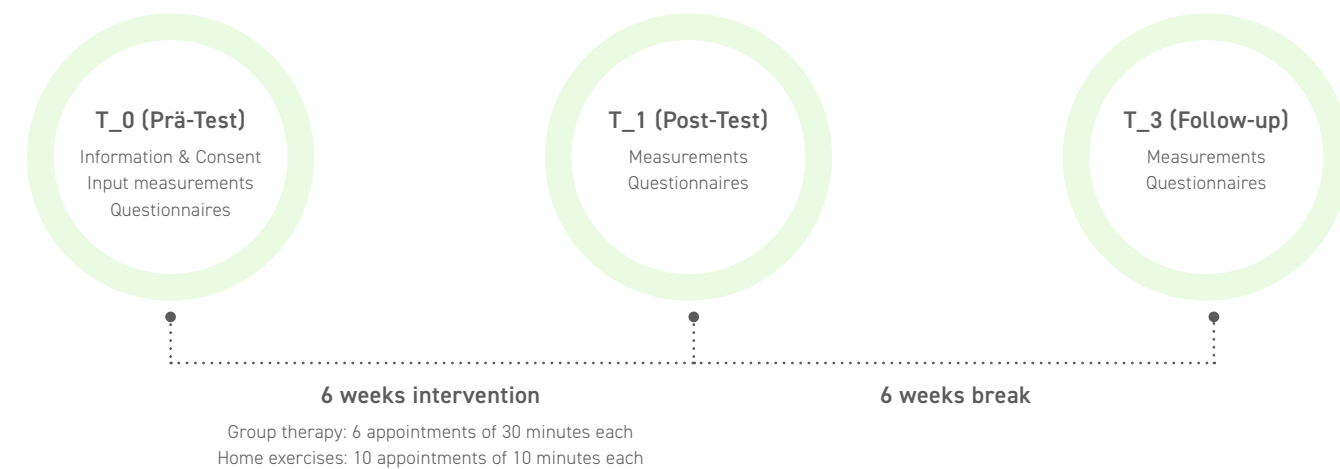 T_0 (Prä-Test)
Information & Consent
Input measurements
Questionnaires
T_1 (Post-Test)
Measurements
Questionnaires
T_3 (Follow-up)
Measurements
Questionnaires
6 weeks intervention
Group therapy: 6 appointments of 30 minutes each
Home exercises: 10 appointments of 10 minutes each
6 weeks break